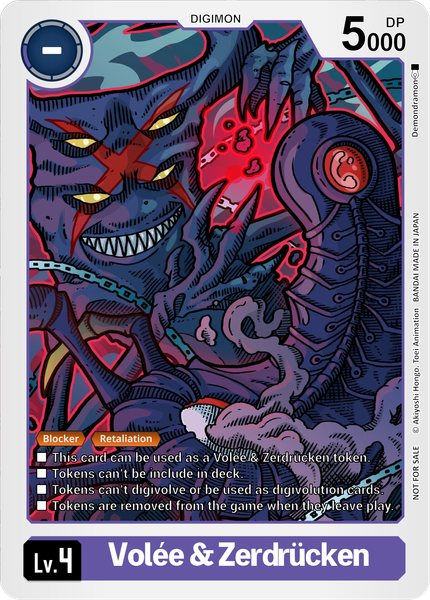 DIGIMON
-
DP
5000
Blocker Retaliation
■ This card can be used as a Volée & Zerdrücken token.
■ Tokens can't be include in deck.
■ Tokens can't digivolve or be used as digivolution cards.
■ Tokens are removed from the game when they leave play.
Lv.4 Volée & Zerdrücken
Demondramon©
NOT FOR SALE © Akiyoshi Hongo, Toei Animation BANDAI MADE IN JAPAN